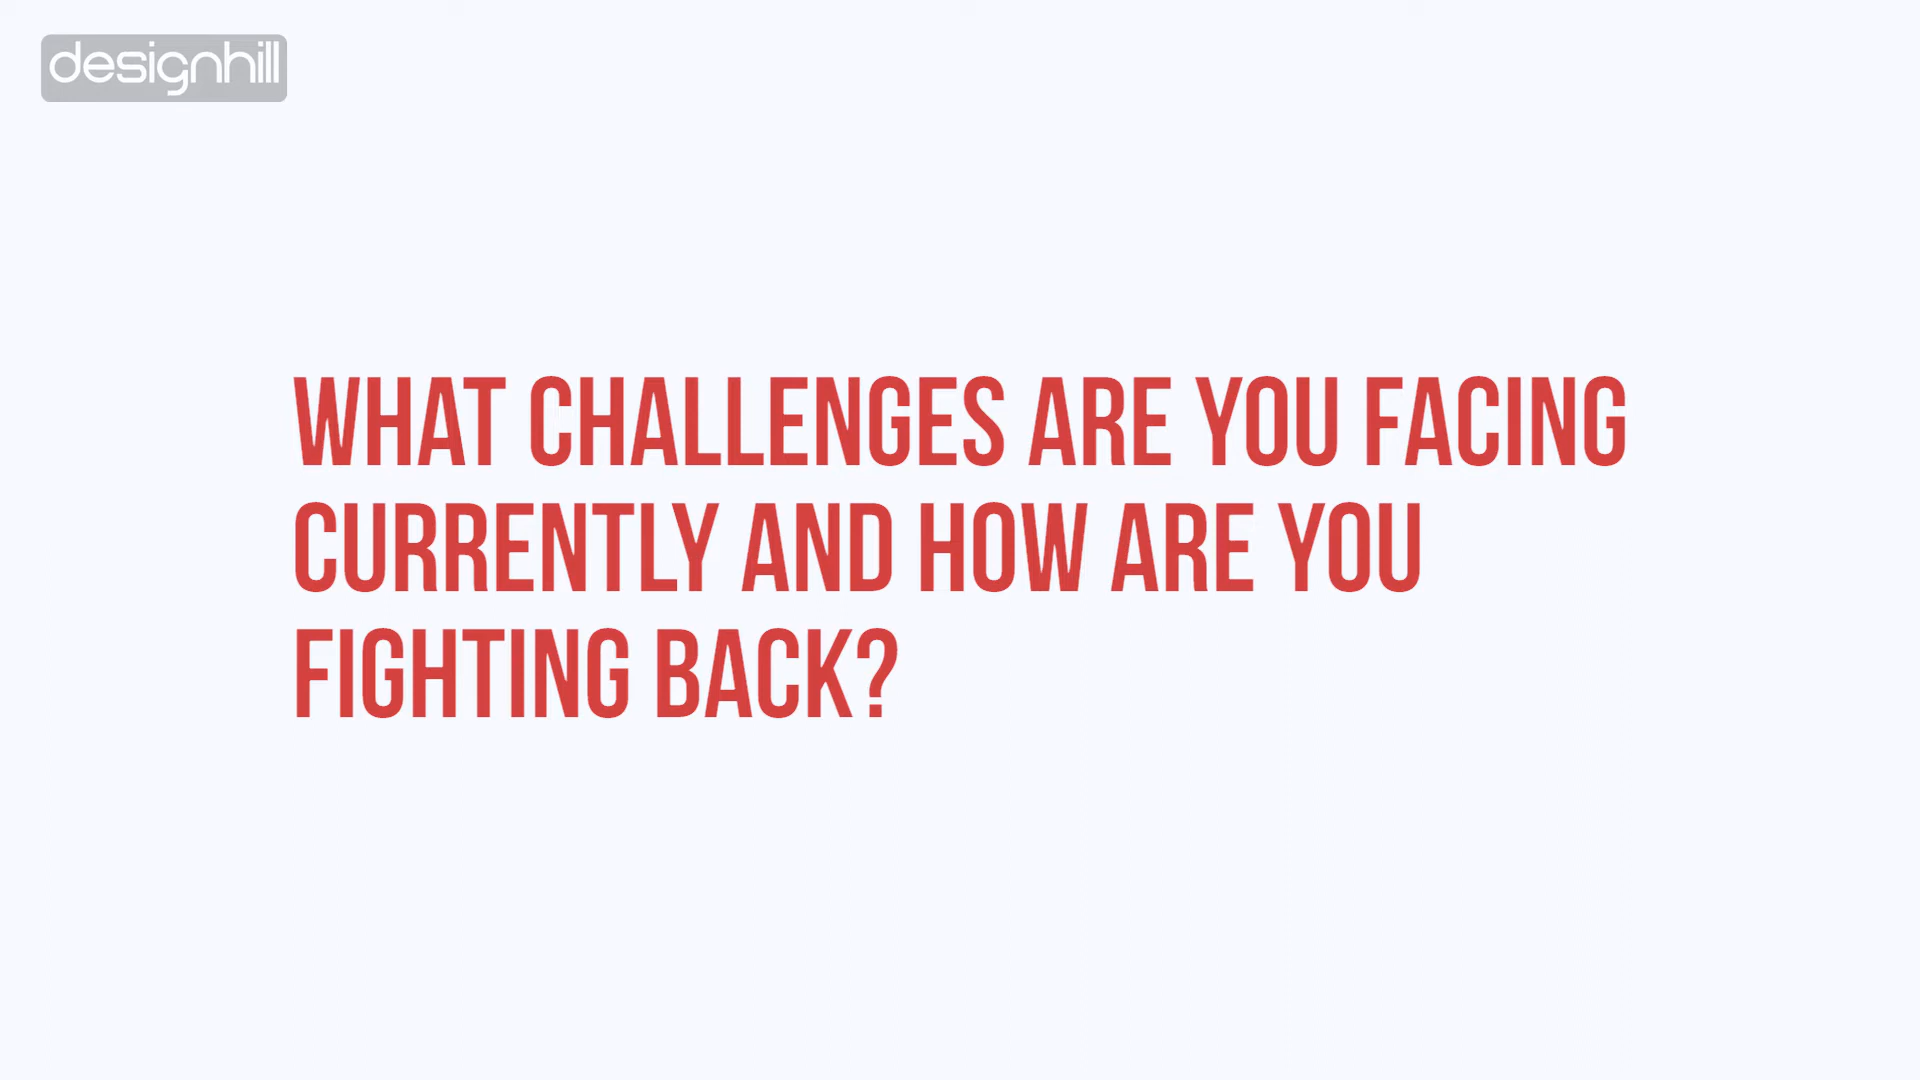 designhill
WHAT CHALLENGES ARE YOU FACING
CURRENTLY AND HOW ARE YOU
FIGHTING BACK?